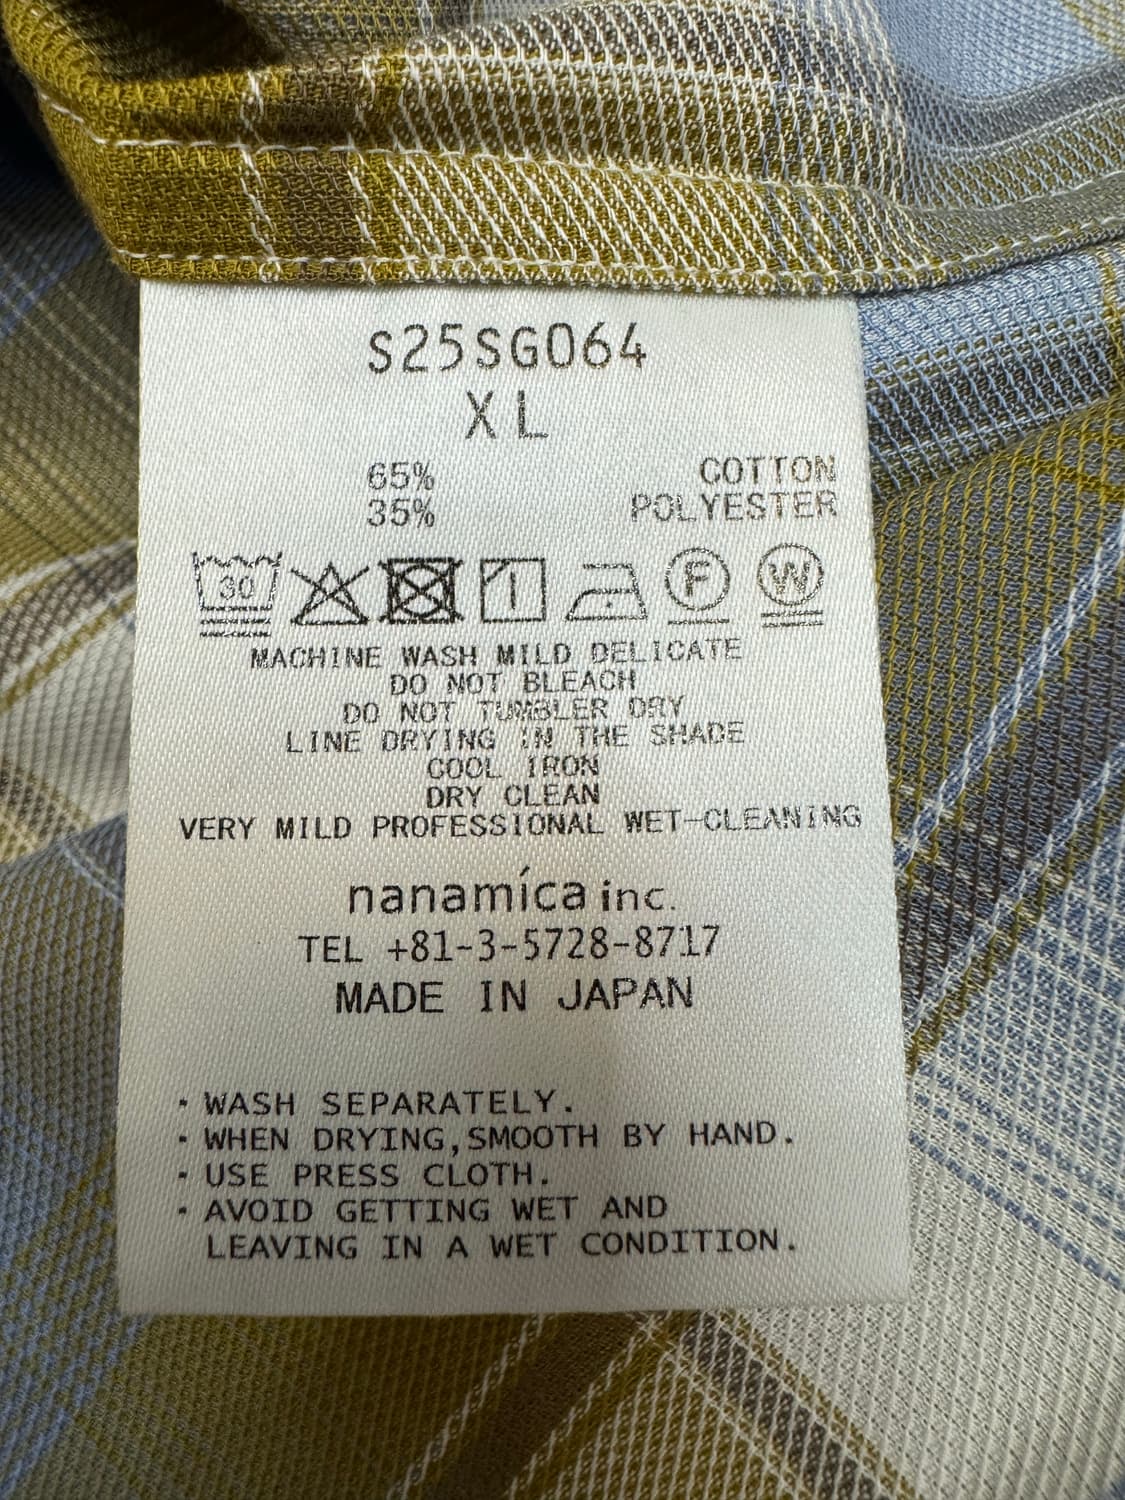 S25SG064
XL
65% COTTON
35% POLYESTER
30 F W
MACHINE WASH MILD DELICATE
DO NOT BLEACH
DO NOT TUMBLER DRY
LINE DRYING IN THE SHADE
COOL IRON
DRY CLEAN
VERY MILD PROFESSIONAL WET-CLEANING
nanamíca inc.
TEL +81-3-5728-8717
MADE IN JAPAN
・WASH SEPARATELY.
・WHEN DRYING,SMOOTH BY HAND.
・USE PRESS CLOTH.
・AVOID GETTING WET AND
LEAVING IN A WET CONDITION.